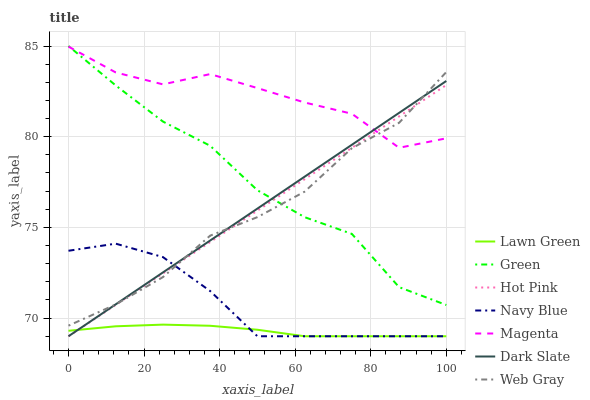 title
85
80
75
70
0
20
40
60
80
100
xaxis_label
yaxis_label
Lawn Green
Green
Hot Pink
Navy Blue
Magenta
Dark Slate
Web Gray